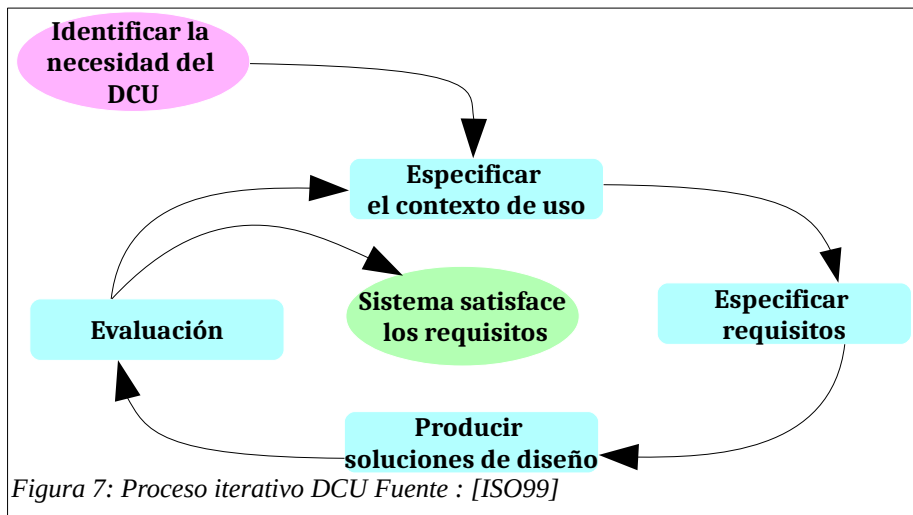 Identificar la
necesidad del
DCU
Especificar
el contexto de uso
Sistema satisface
los requisitos
Especificar
requisitos
Evaluación
Producir
soluciones de diseño
Figura 7: Proceso iterativo DCU Fuente : [ISO99]